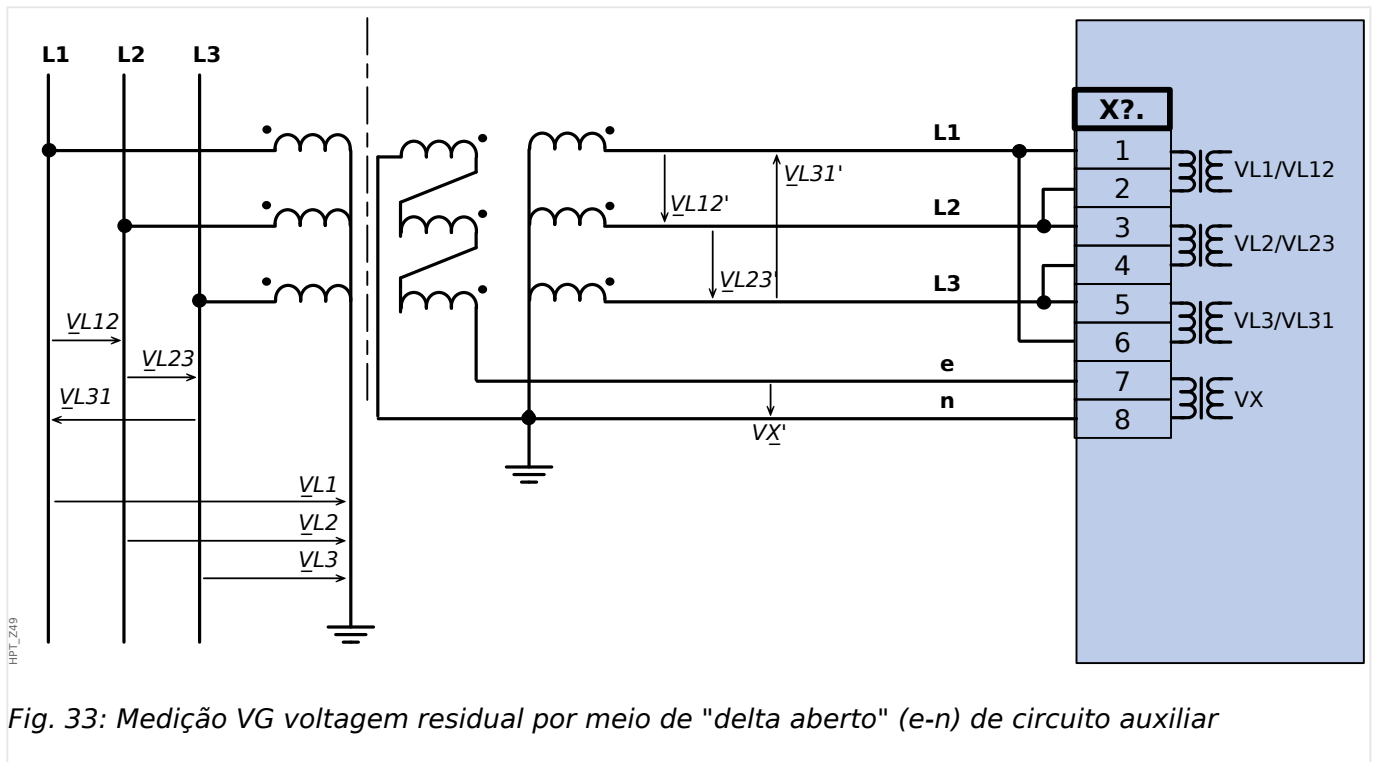 L1 L2 L3
X?.
L1
1
VL31'
VL1/VL12
2
VL12'
L2
3
VL2/VL23
4
VL23'
L3
5
VL12
VL3/VL31
6
VL23
e
7
VL31
n
VX
8
VX'
VL1
VL2
VL3
HPT_Z49
Fig. 33: Medição VG voltagem residual por meio de "delta aberto" (e-n) de circuito auxiliar